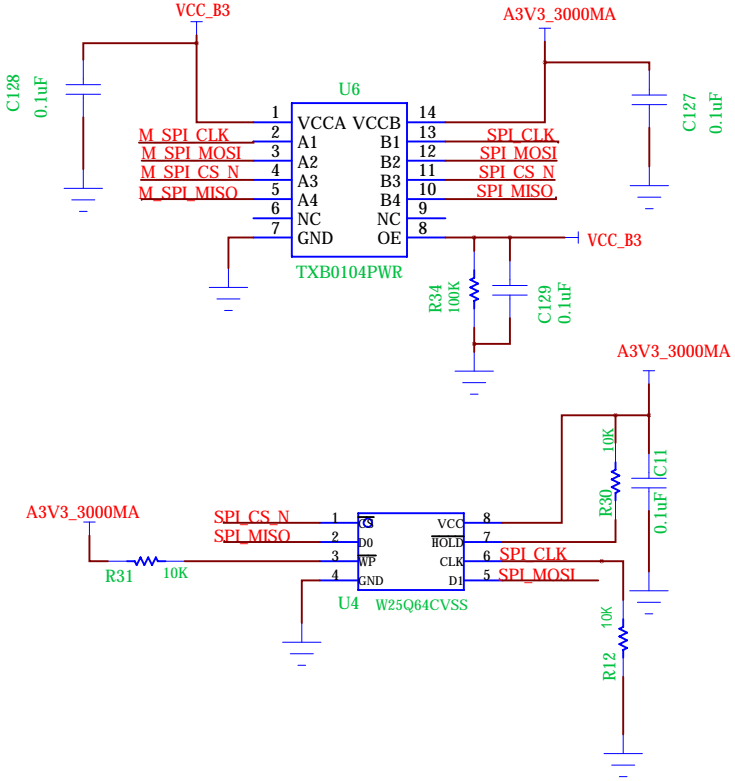 VCC_B3
A3V3_3000MA
C128
0.1uF
U6
C127
0.1uF
1 VCCA VCCB 14
M_SPI_CLK 2 A1 B1 13 SPI_CLK
M_SPI_MOSI 3 A2 B2 12 SPI_MOSI
M_SPI_CS_N 4 A3 B3 11 SPI_CS_N
M_SPI_MISO 5 A4 B4 10 SPI_MISO
6 NC NC 9
7 GND OE 8
VCC_B3
TXB0104PWR
R34
100K
C129
0.1uF
A3V3_3000MA
10K
R30
C11
0.1uF
A3V3_3000MA
SPI_CS_N 1 CS VCC 8
SPI_MISO 2 D0 HOLD 7
R31 10K 3 WP CLK 6 SPI_CLK
4 GND D1 5 SPI_MOSI
U4 W25Q64CVSS
10K
R12